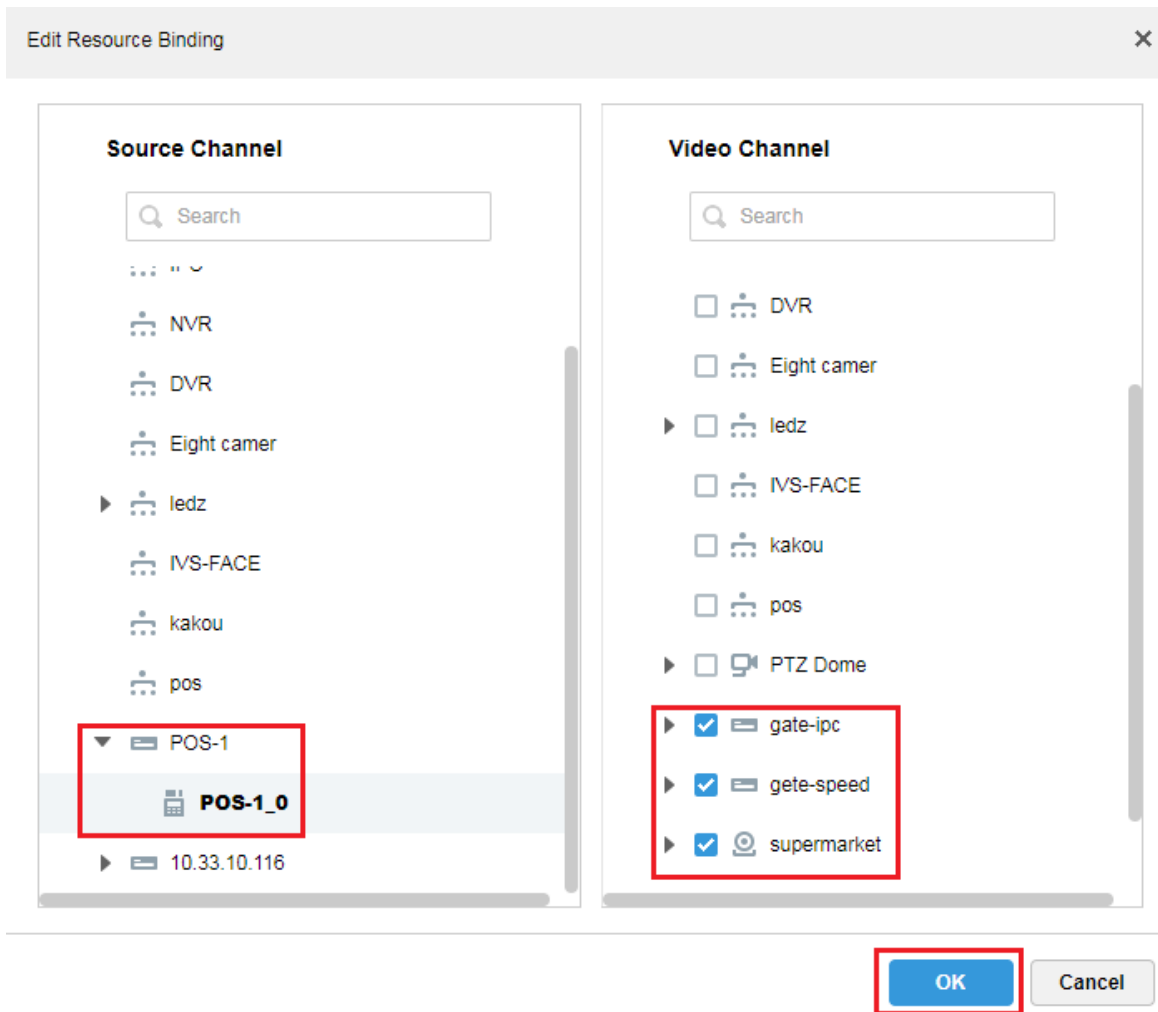 Edit Resource Binding
Source Channel
Search
NVR
DVR
Eight camer
ledz
IVS-FACE
kakou
pos
POS-1
POS-1_0
10.33.10.116
Video Channel
Search
DVR
Eight camer
ledz
IVS-FACE
kakou
pos
PTZ Dome
gate-ipc
gete-speed
supermarket
OK
Cancel